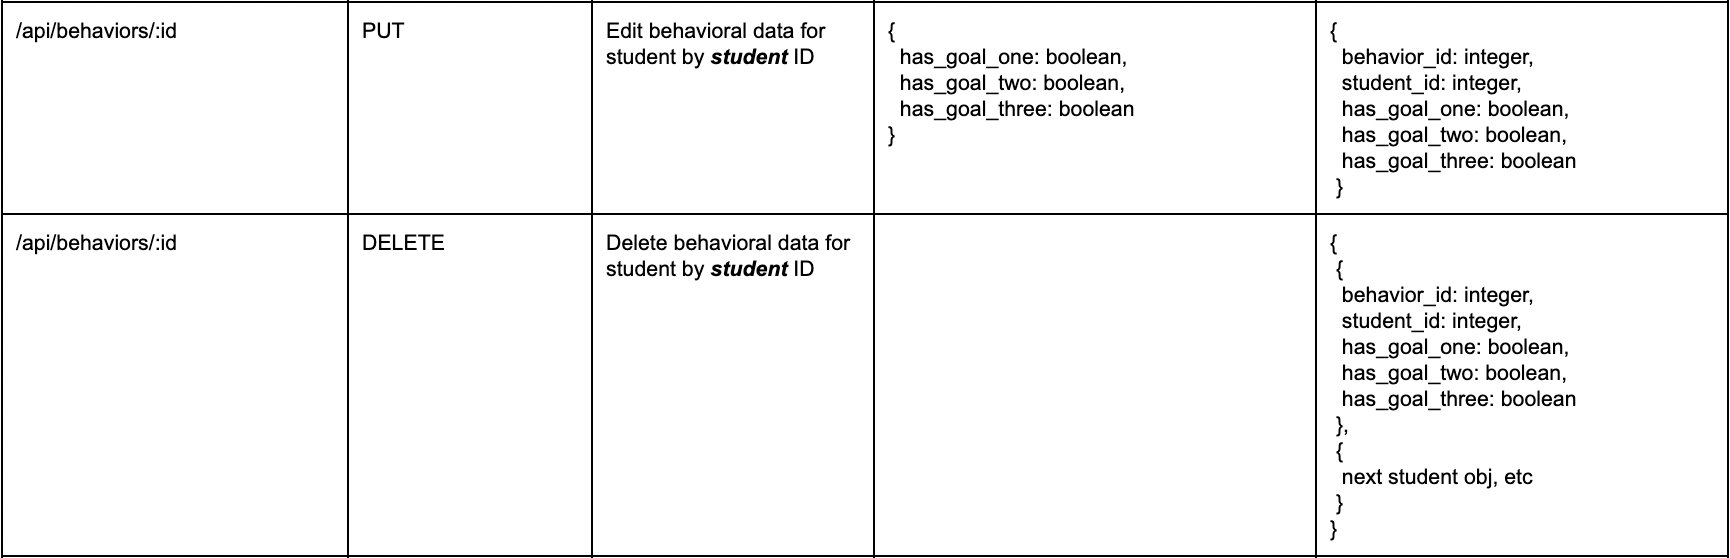 /api/behaviors/:id
PUT
Edit behavioral data for
student by student ID
{
has_goal_one: boolean,
has_goal_two: boolean,
has_goal_three: boolean
}
{
behavior_id: integer,
student_id: integer,
has_goal_one: boolean,
has_goal_two: boolean,
has_goal_three: boolean
}
/api/behaviors/:id
DELETE
Delete behavioral data for
student by student ID
{
{
behavior_id: integer,
student_id: integer,
has_goal_one: boolean,
has_goal_two: boolean,
has_goal_three: boolean
},
{
next student obj, etc
}
}